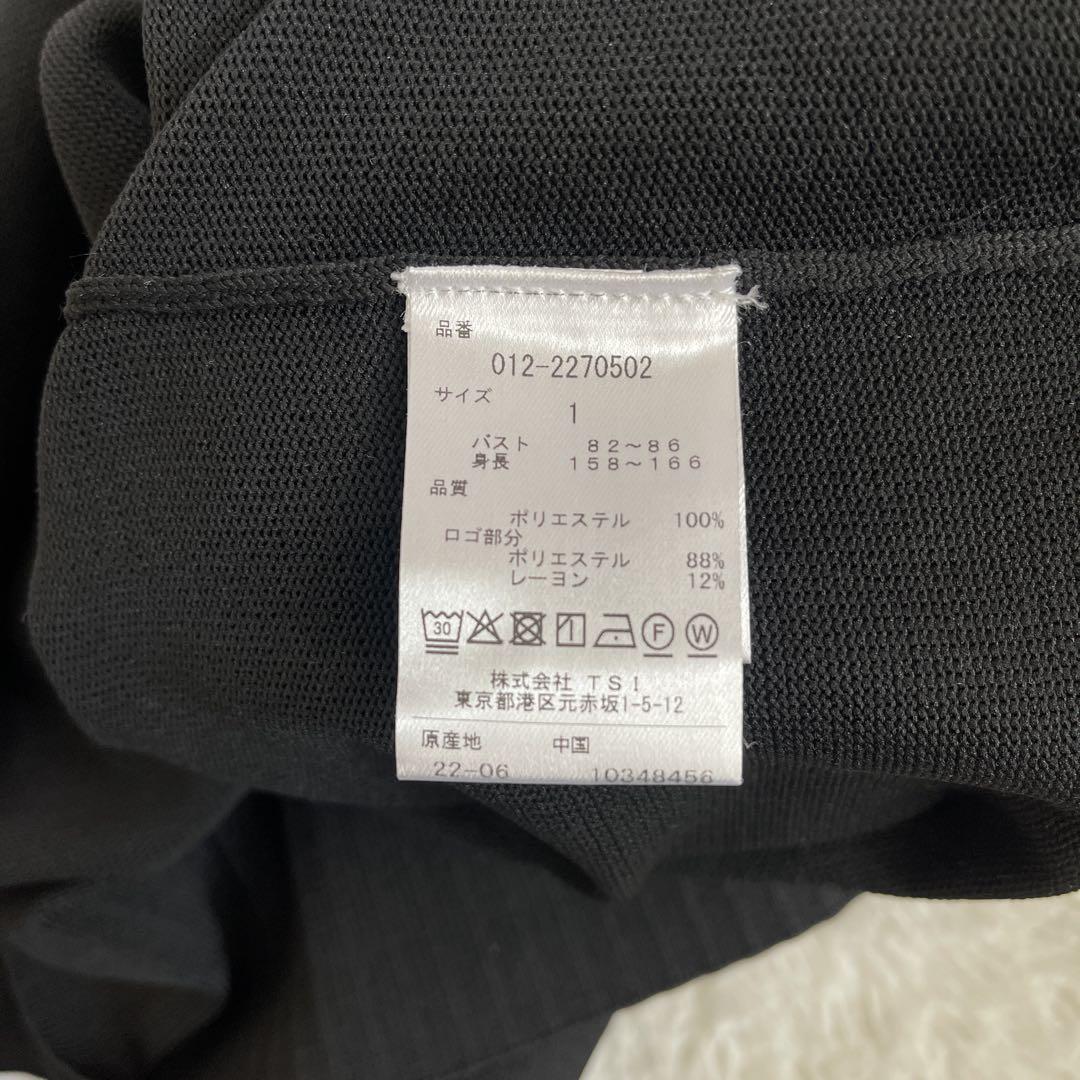 品番
012-2270502
サイズ
1
バスト 82～86
身長 158～166
品質
ポリエステル 100%
ロゴ部分
ポリエステル 88%
レーヨン 12%
30 F W
株式会社 TSI
東京都港区元赤坂1-5-12
原産地 中国
22-06 10348456